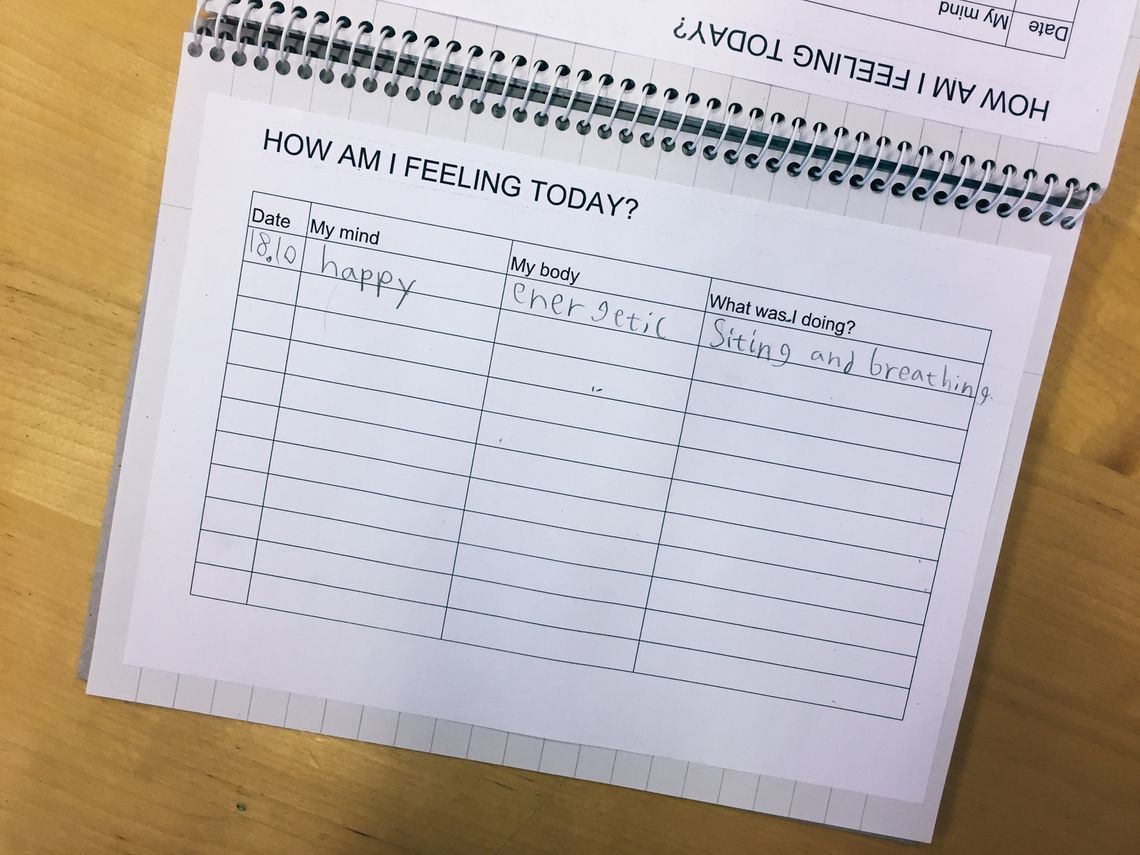 Date My mind
HOW AM I FEELING TODAY?
HOW AM I FEELING TODAY?
Date My mind My body What was I doing?
18.10 happy energetic Siting and breathing